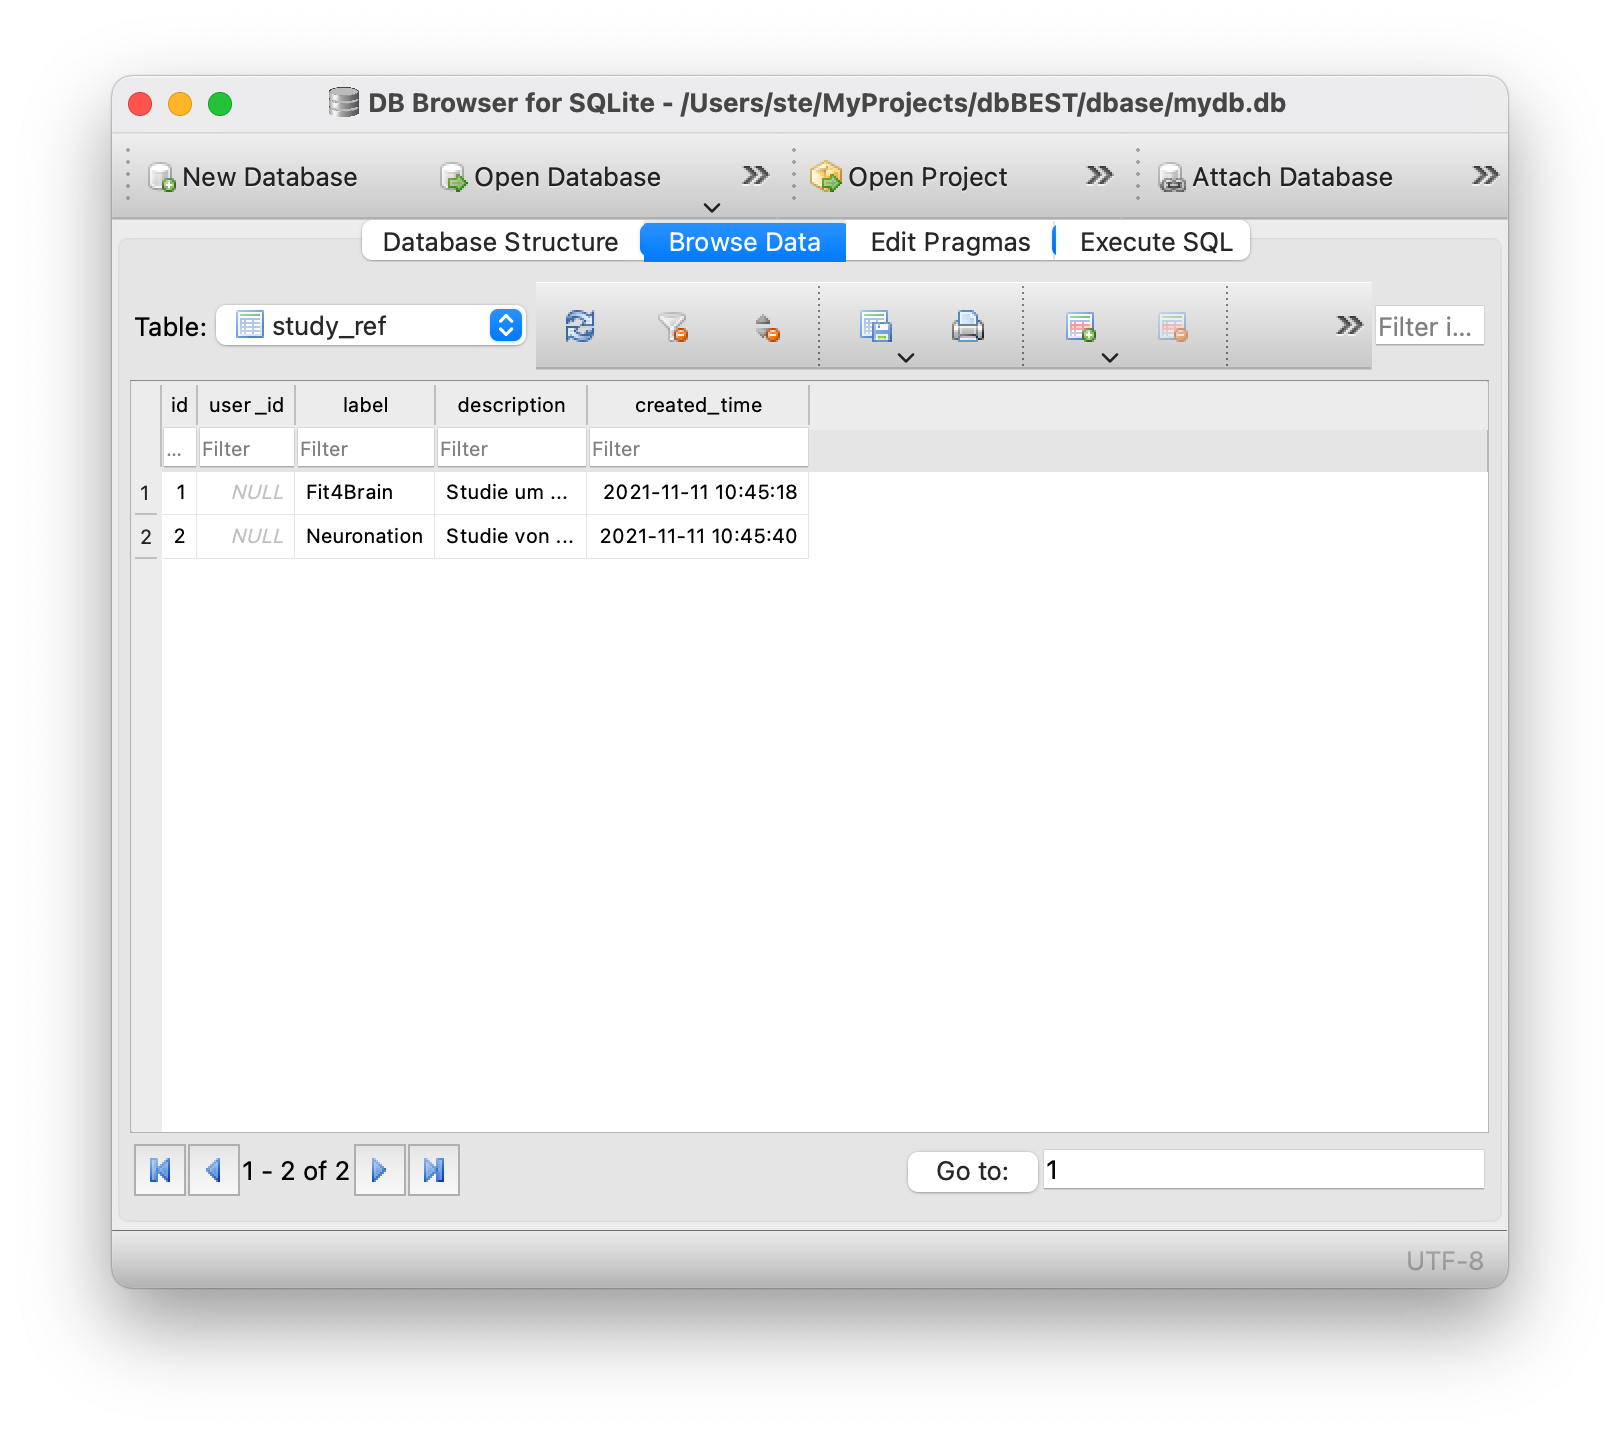 DB Browser for SQLite - /Users/ste/MyProjects/dbBEST/dbase/mydb.db
New Database Open Database Open Project Attach Database
Database Structure Browse Data Edit Pragmas Execute SQL
Table: study_ref Filter i...
id user_id label description created_time
... Filter Filter Filter Filter
1 1 NULL Fit4Brain Studie um ... 2021-11-11 10:45:18
2 2 NULL Neuronation Studie von ... 2021-11-11 10:45:40
1 - 2 of 2 Go to: 1
UTF-8